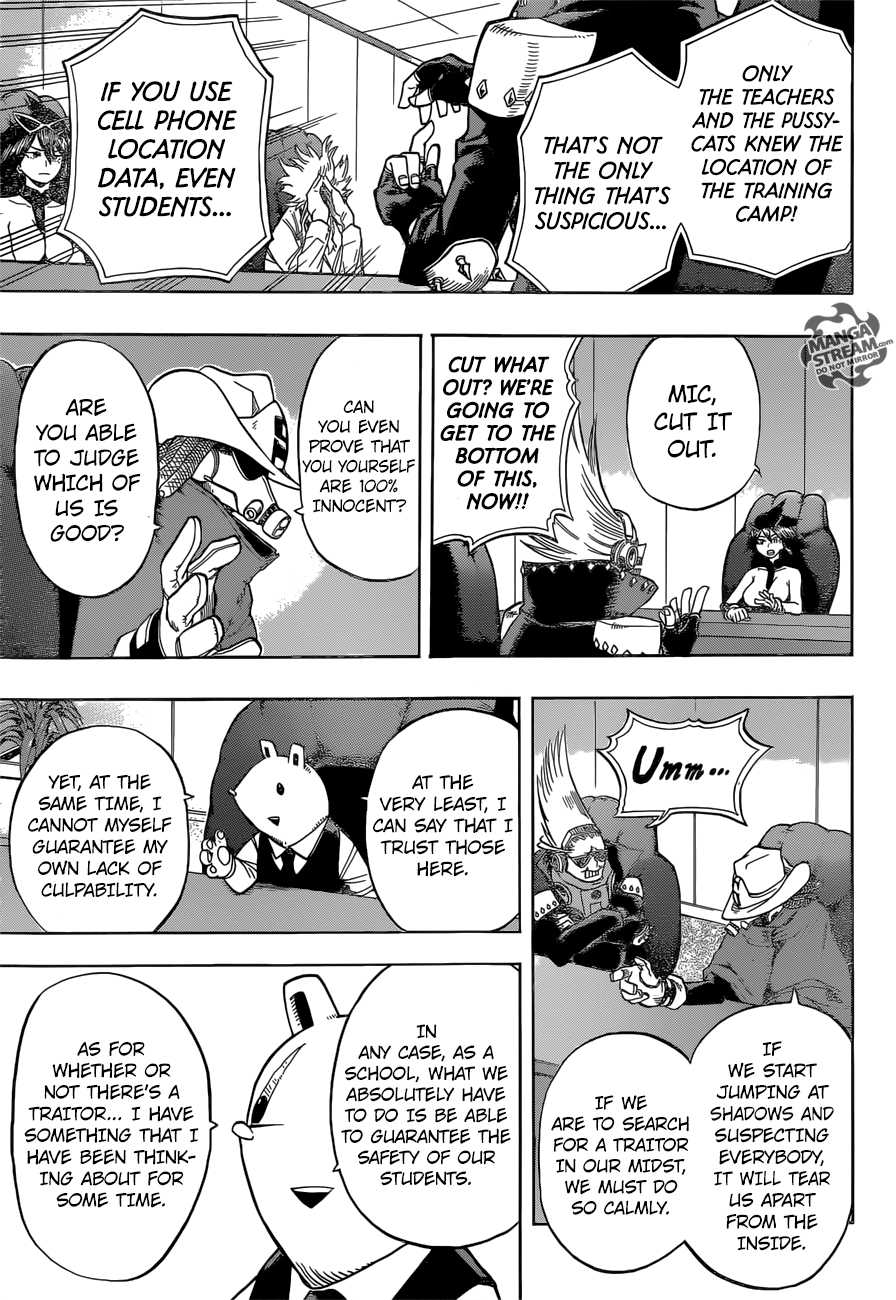 ONLY
THE TEACHERS
AND THE PUSSY-
CATS KNEW THE
LOCATION OF
THE TRAINING
CAMP!
THAT'S NOT
THE ONLY
THING THAT'S
SUSPICIOUS...
IF YOU USE
CELL PHONE
LOCATION
DATA, EVEN
STUDENTS...
MANGA
STREAM.com
DO NOT MIRROR
MIC,
CUT IT
OUT.
CUT WHAT
OUT? WE'RE
GOING TO
GET TO THE
BOTTOM
OF THIS,
NOW!!
CAN
YOU EVEN
PROVE THAT
YOU YOURSELF
ARE 100%
INNOCENT?
ARE
YOU ABLE
TO JUDGE
WHICH OF
US IS
GOOD?
Umm...
IF
WE START
JUMPING AT
SHADOWS AND
SUSPECTING
EVERYBODY,
IT WILL TEAR
US APART
FROM THE
INSIDE.
IF WE
ARE TO SEARCH
FOR A TRAITOR
IN OUR MIDST,
WE MUST DO
SO CALMLY.
AT THE
VERY LEAST, I
CAN SAY THAT I
TRUST THOSE
HERE.
YET, AT THE
SAME TIME, I
CANNOT MYSELF
GUARANTEE MY
OWN LACK OF
CULPABILITY.
IN
ANY CASE, AS A
SCHOOL, WHAT WE
ABSOLUTELY HAVE
TO DO IS BE ABLE
TO GUARANTEE THE
SAFETY OF OUR
STUDENTS.
AS FOR
WHETHER OR
NOT THERE'S A
TRAITOR... I HAVE
SOMETHING THAT I
HAVE BEEN THINK-
ING ABOUT FOR
SOME TIME.